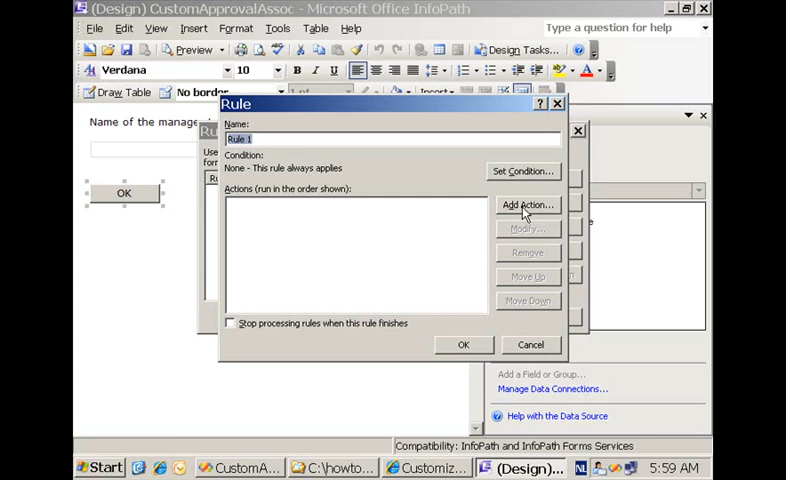 (Design) CustomApprovalAssoc - Microsoft Office InfoPath
File Edit View Insert Format Tools Table Help Type a question for help
Preview Design Tasks...
Verdana 10 B I U
Draw Table No border 1 pt Insert
Name of the manage
OK
Rule
Name:
Rule 1
Condition:
None - This rule always applies
Set Condition...
Actions (run in the order shown):
Add Action...
Modify...
Remove
Move Up
Move Down
Stop processing rules when this rule finishes
OK Cancel
Add a Field or Group...
Manage Data Connections...
Help with the Data Source
Compatibility: InfoPath and InfoPath Forms Services
Start CustomA... C:\howto... Customiz... (Design)... NL 5:59 AM